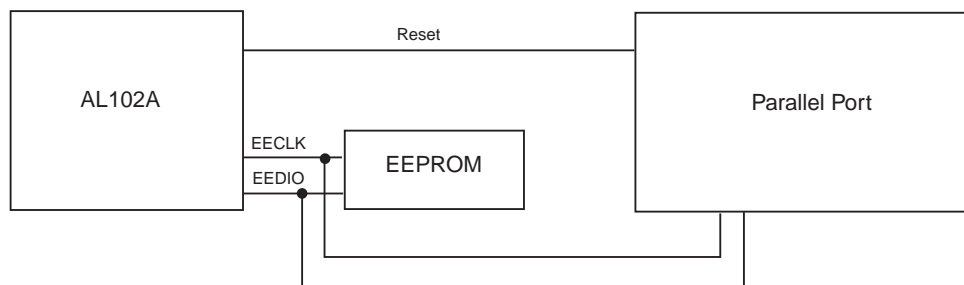 Reset
AL102A
Parallel Port
EECLK
EEPROM
EEDIO